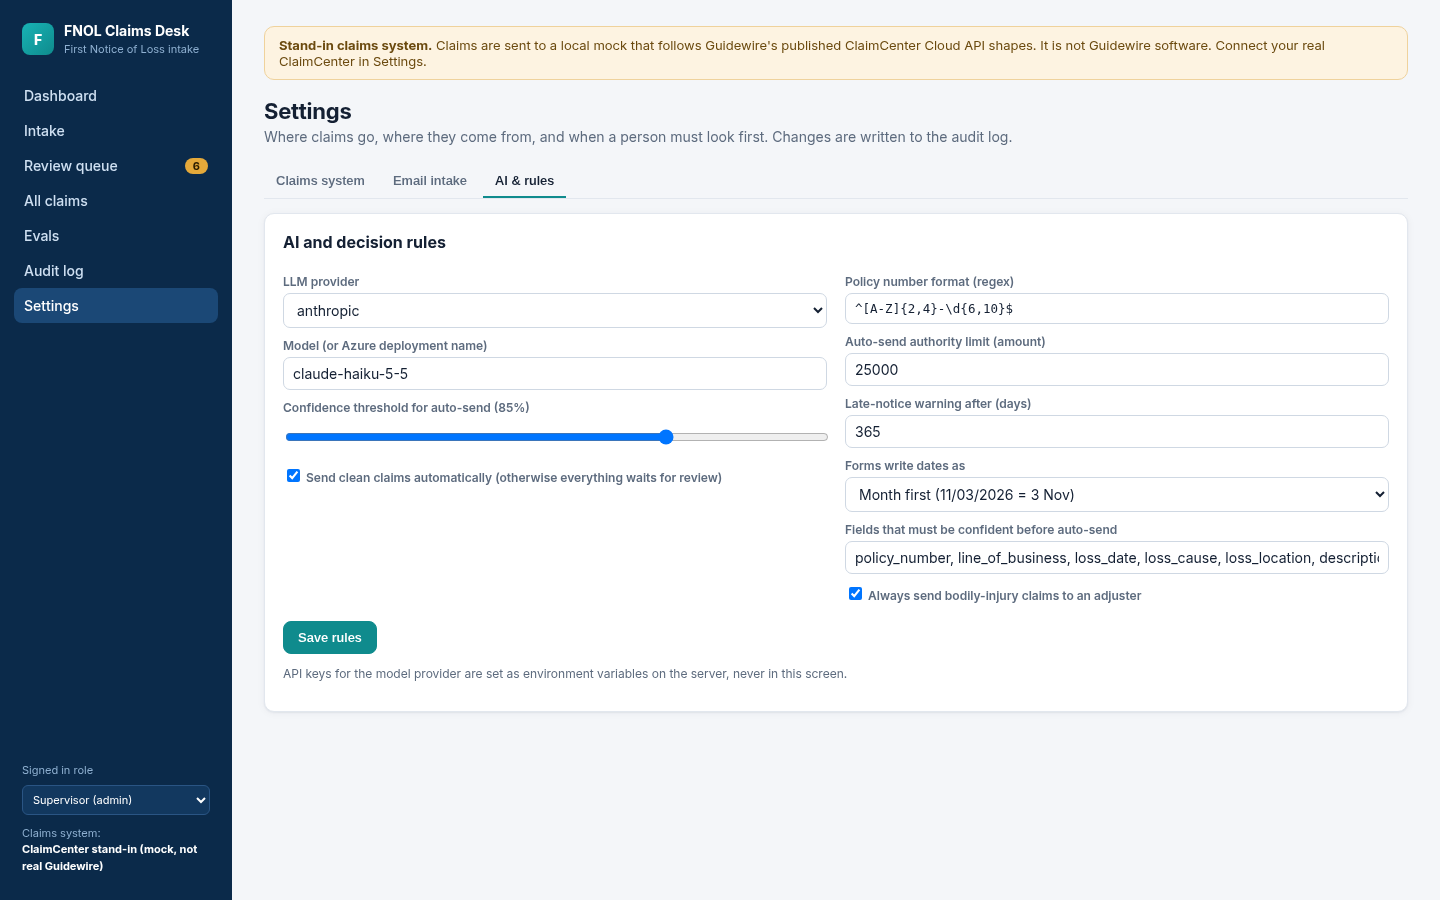 F
FNOL Claims Desk
First Notice of Loss intake
Dashboard
Intake
Review queue
6
All claims
Evals
Audit log
Settings
Signed in role
Supervisor (admin)
Claims system:
ClaimCenter stand-in (mock, not
real Guidewire)
Stand-in claims system. Claims are sent to a local mock that follows Guidewire's published ClaimCenter Cloud API shapes. It is not Guidewire software. Connect your real
ClaimCenter in Settings.
Settings
Where claims go, where they come from, and when a person must look first. Changes are written to the audit log.
Claims system
Email intake
AI & rules
AI and decision rules
LLM provider
anthropic
Model (or Azure deployment name)
claude-haiku-5-5
Confidence threshold for auto-send (85%)
Send clean claims automatically (otherwise everything waits for review)
Policy number format (regex)
^[A-Z]{2,4}-\d{6,10}$
Auto-send authority limit (amount)
25000
Late-notice warning after (days)
365
Forms write dates as
Month first (11/03/2026 = 3 Nov)
Fields that must be confident before auto-send
policy_number, line_of_business, loss_date, loss_cause, loss_location,
Always send bodily-injury claims to an adjuster
Save rules
API keys for the model provider are set as environment variables on the server, never in this screen.